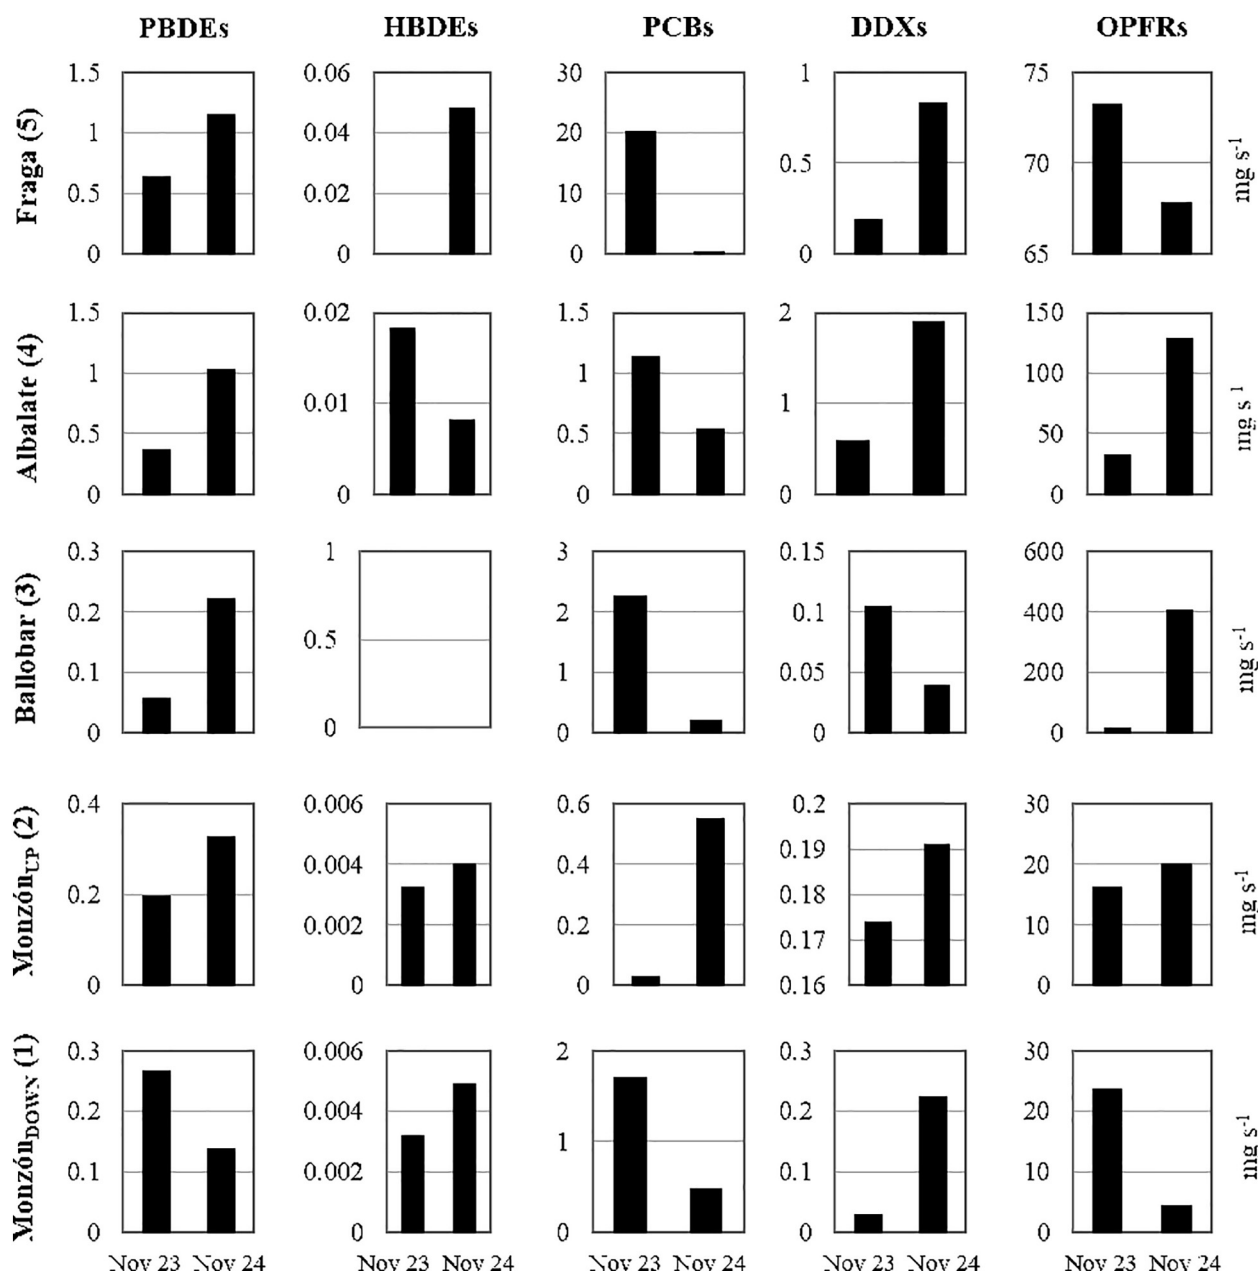 PBDEs HBDEs PCBs DDXs OPFRs
Fraga (5)
1.5 0.06 30 1 75
1 0.04 20 0.5 70
0.5 0.02 10 0 65
0 0 0
mg s-1
Albalate (4)
1.5 0.02 1.5 2 150
1 0.01 1 1 100
0.5 0 0.5 0 50
0 0 0
mg s 1
Ballobar (3)
0.3 1 3 0.15 600
0.2 0.5 2 0.1 400
0.1 0 1 0.05 200
0 0 0 0
mg s-1
MonzónUP (2)
0.4 0.006 0.6 0.2 30
0.2 0.004 0.4 0.19 20
0 0.002 0.2 0.18 10
0 0 0.17 0
0.16
mg s-1
MonzónDOWN (1)
0.3 0.006 2 0.3 30
0.2 0.004 1 0.2 20
0.1 0.002 0 0.1 10
0 0 0 0
mg s-1
Nov 23 Nov 24 Nov 23 Nov 24 Nov 23 Nov 24 Nov 23 Nov 24 Nov 23 Nov 24